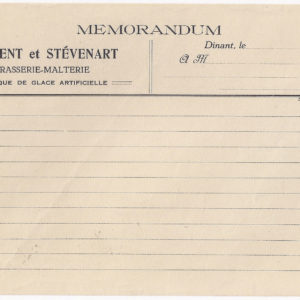 MEMORANDUM
ENT et STÉVENART
RASSERIE-MALTERIE
QUE DE GLACE ARTIFICIELLE
Dinant, le
A M